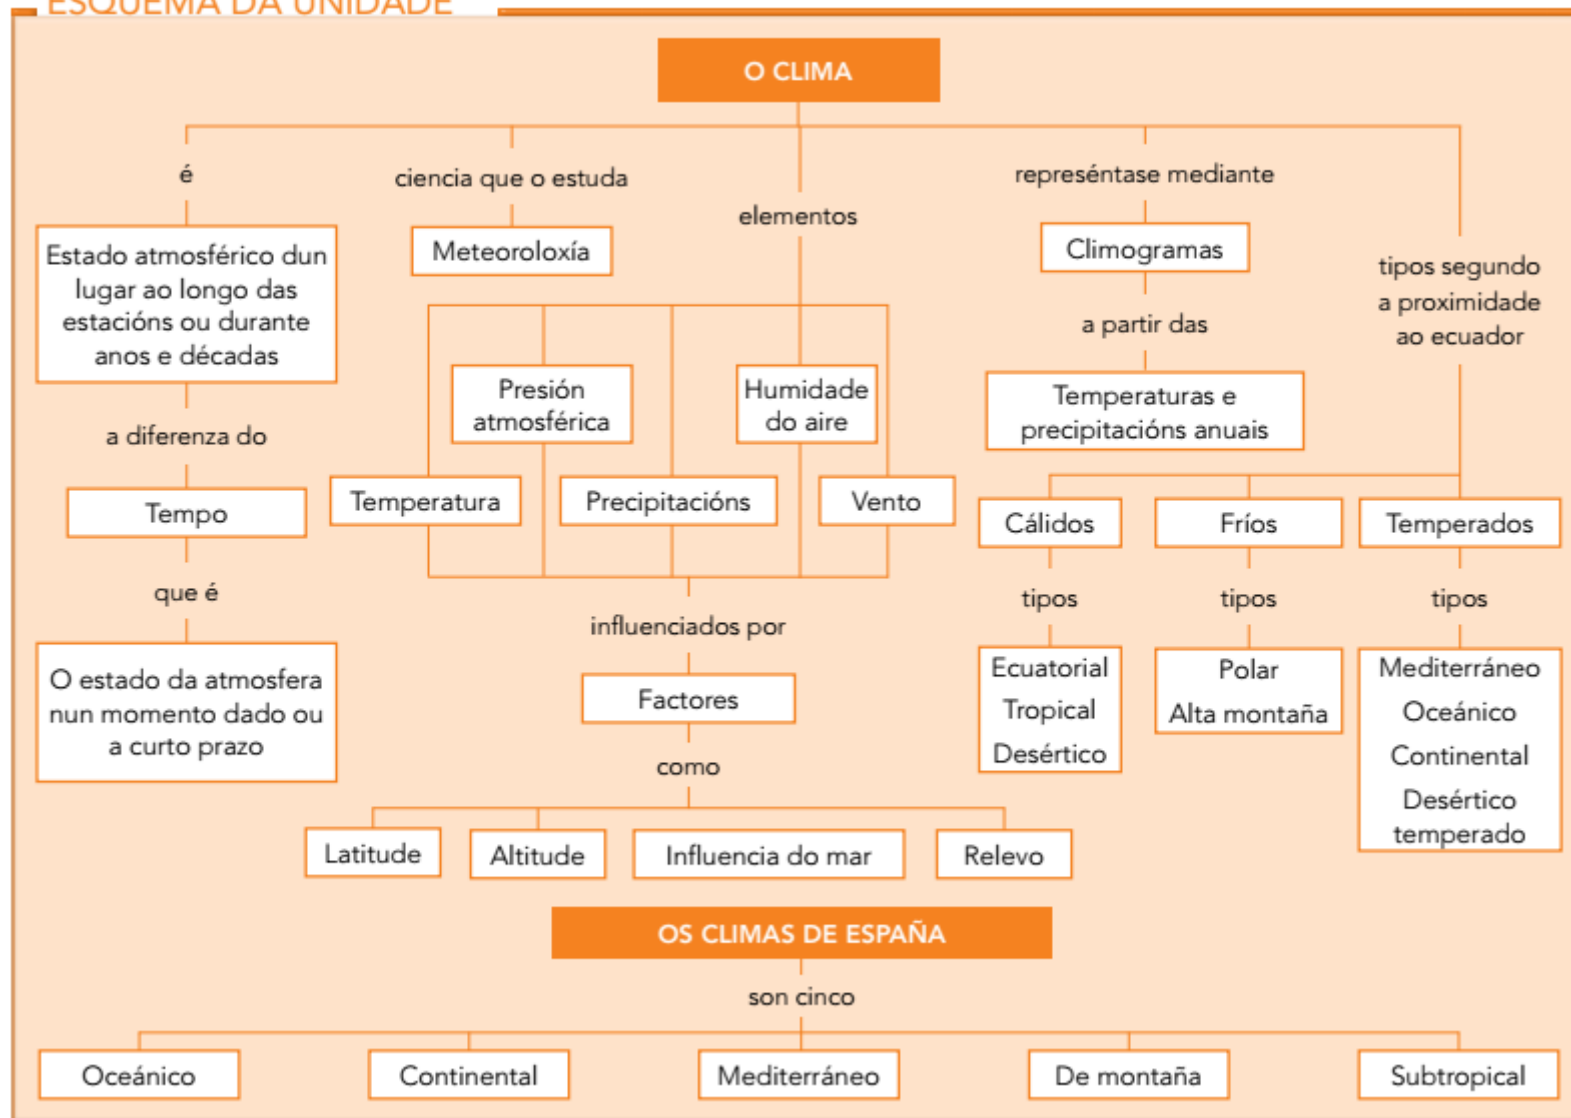 ESQUEMA DA UNIDADE
O CLIMA
é
Estado atmosférico dun
lugar ao longo das
estacións ou durante
anos e décadas
a diferenza do
Tempo
que é
O estado da atmosfera
nun momento dado ou
a curto prazo
ciencia que o estuda
Meteoroloxía
elementos
Presión
atmosférica
Humidade
do aire
Temperatura
Precipitacións
Vento
influenciados por
Factores
como
Latitude
Altitude
Influencia do mar
Relevo
represéntase mediante
Climogramas
a partir das
Temperaturas e
precipitacións anuais
tipos segundo
a proximidade
ao ecuador
Cálidos
tipos
Ecuatorial
Tropical
Desértico
Fríos
tipos
Polar
Alta montaña
Temperados
tipos
Mediterráneo
Oceánico
Continental
Desértico
temperado
OS CLIMAS DE ESPAÑA
son cinco
Oceánico
Continental
Mediterráneo
De montaña
Subtropical